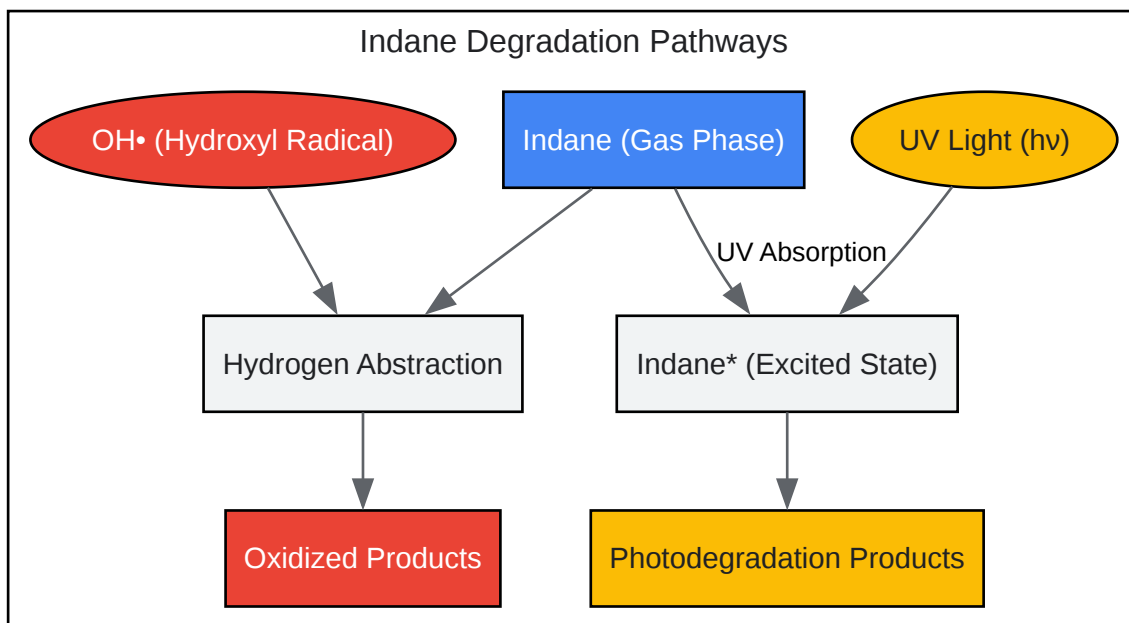 Indane Degradation Pathways
OH• (Hydroxyl Radical)
Indane (Gas Phase)
UV Light (hν)
UV Absorption
Hydrogen Abstraction
Indane* (Excited State)
Oxidized Products
Photodegradation Products